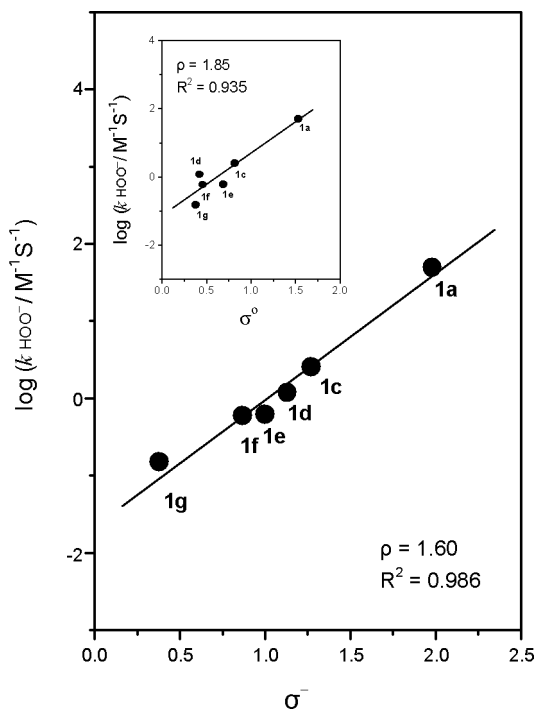 4
2
0
-2
0.0 0.5 1.0 1.5 2.0 2.5
log (k HOO⁻/ M⁻¹S⁻¹)
σ⁻
1a
1c
1d
1e
1f
1g
ρ = 1.60
R² = 0.986
4
2
0
-2
0.0 0.5 1.0 1.5 2.0
log (k HOO⁻/ M⁻¹S⁻¹)
σᵒ
ρ = 1.85
R² = 0.935
1a
1d
1c
1f
1e
1g